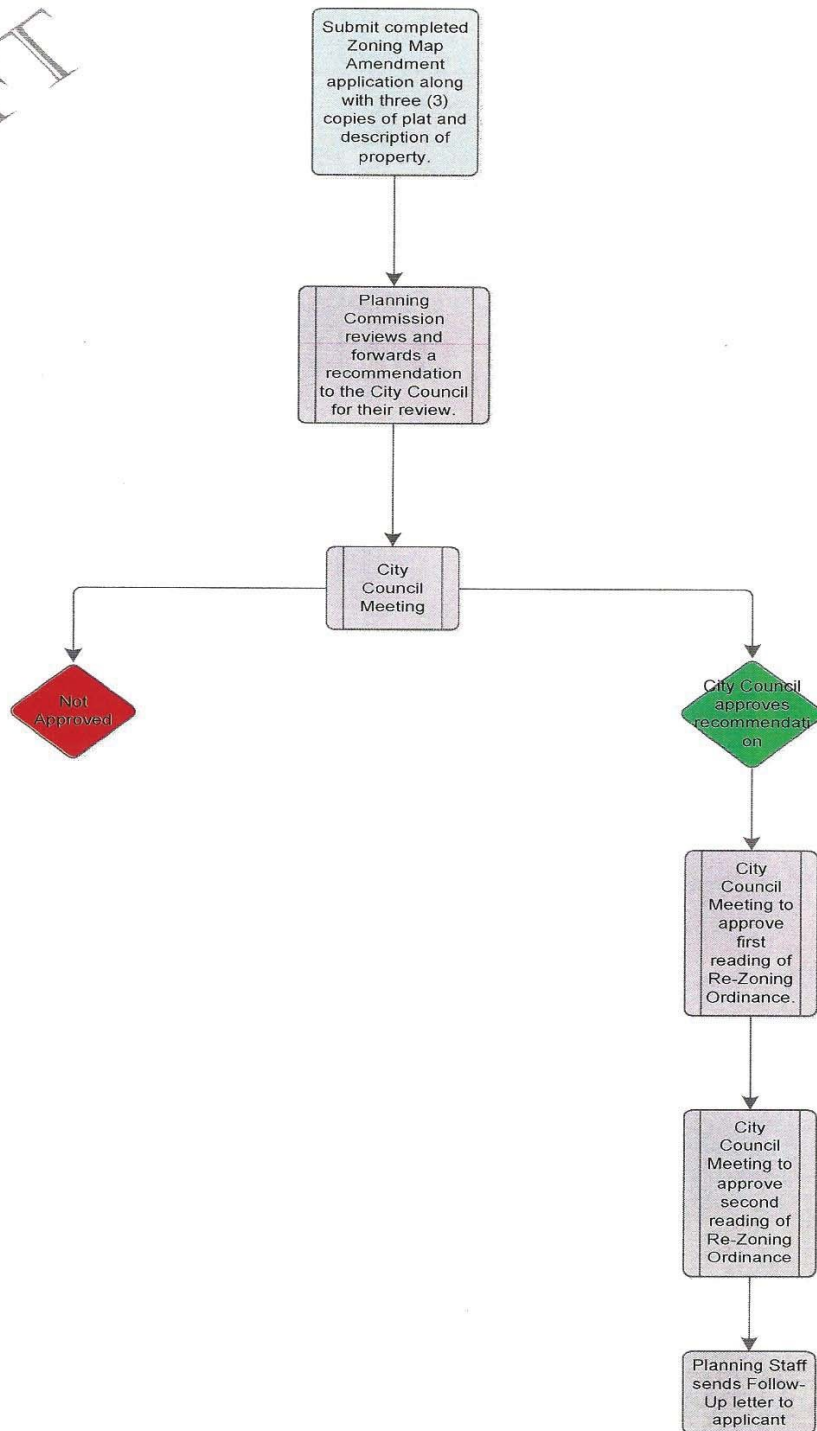 FT
Submit completed
Zoning Map
Amendment
application along
with three (3)
copies of plat and
description of
property.
Planning
Commission
reviews and
forwards a
recommendation
to the City Council
for their review.
City
Council
Meeting
Not
Approved
City Council
approves
recommendati
on
City
Council
Meeting to
approve
first
reading of
Re-Zoning
Ordinance.
City
Council
Meeting to
approve
second
reading of
Re-Zoning
Ordinance
Planning Staff
sends Follow-
Up letter to
applicant